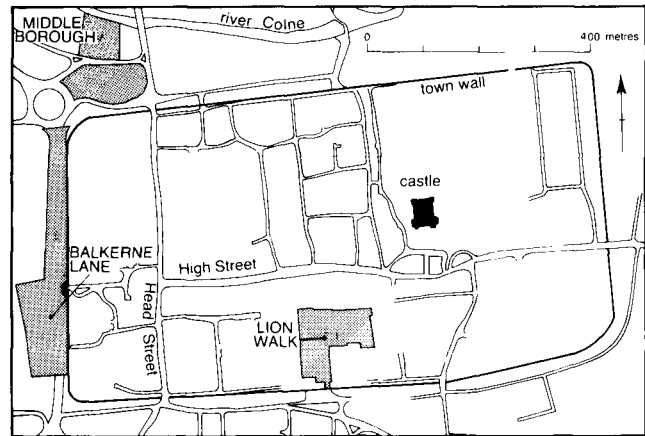 MIDDLE-
BOROUGH
river Colne
0 400 metres
town wall
castle
BALKERNE
LANE
High Street
Head
Street
LION
WALK